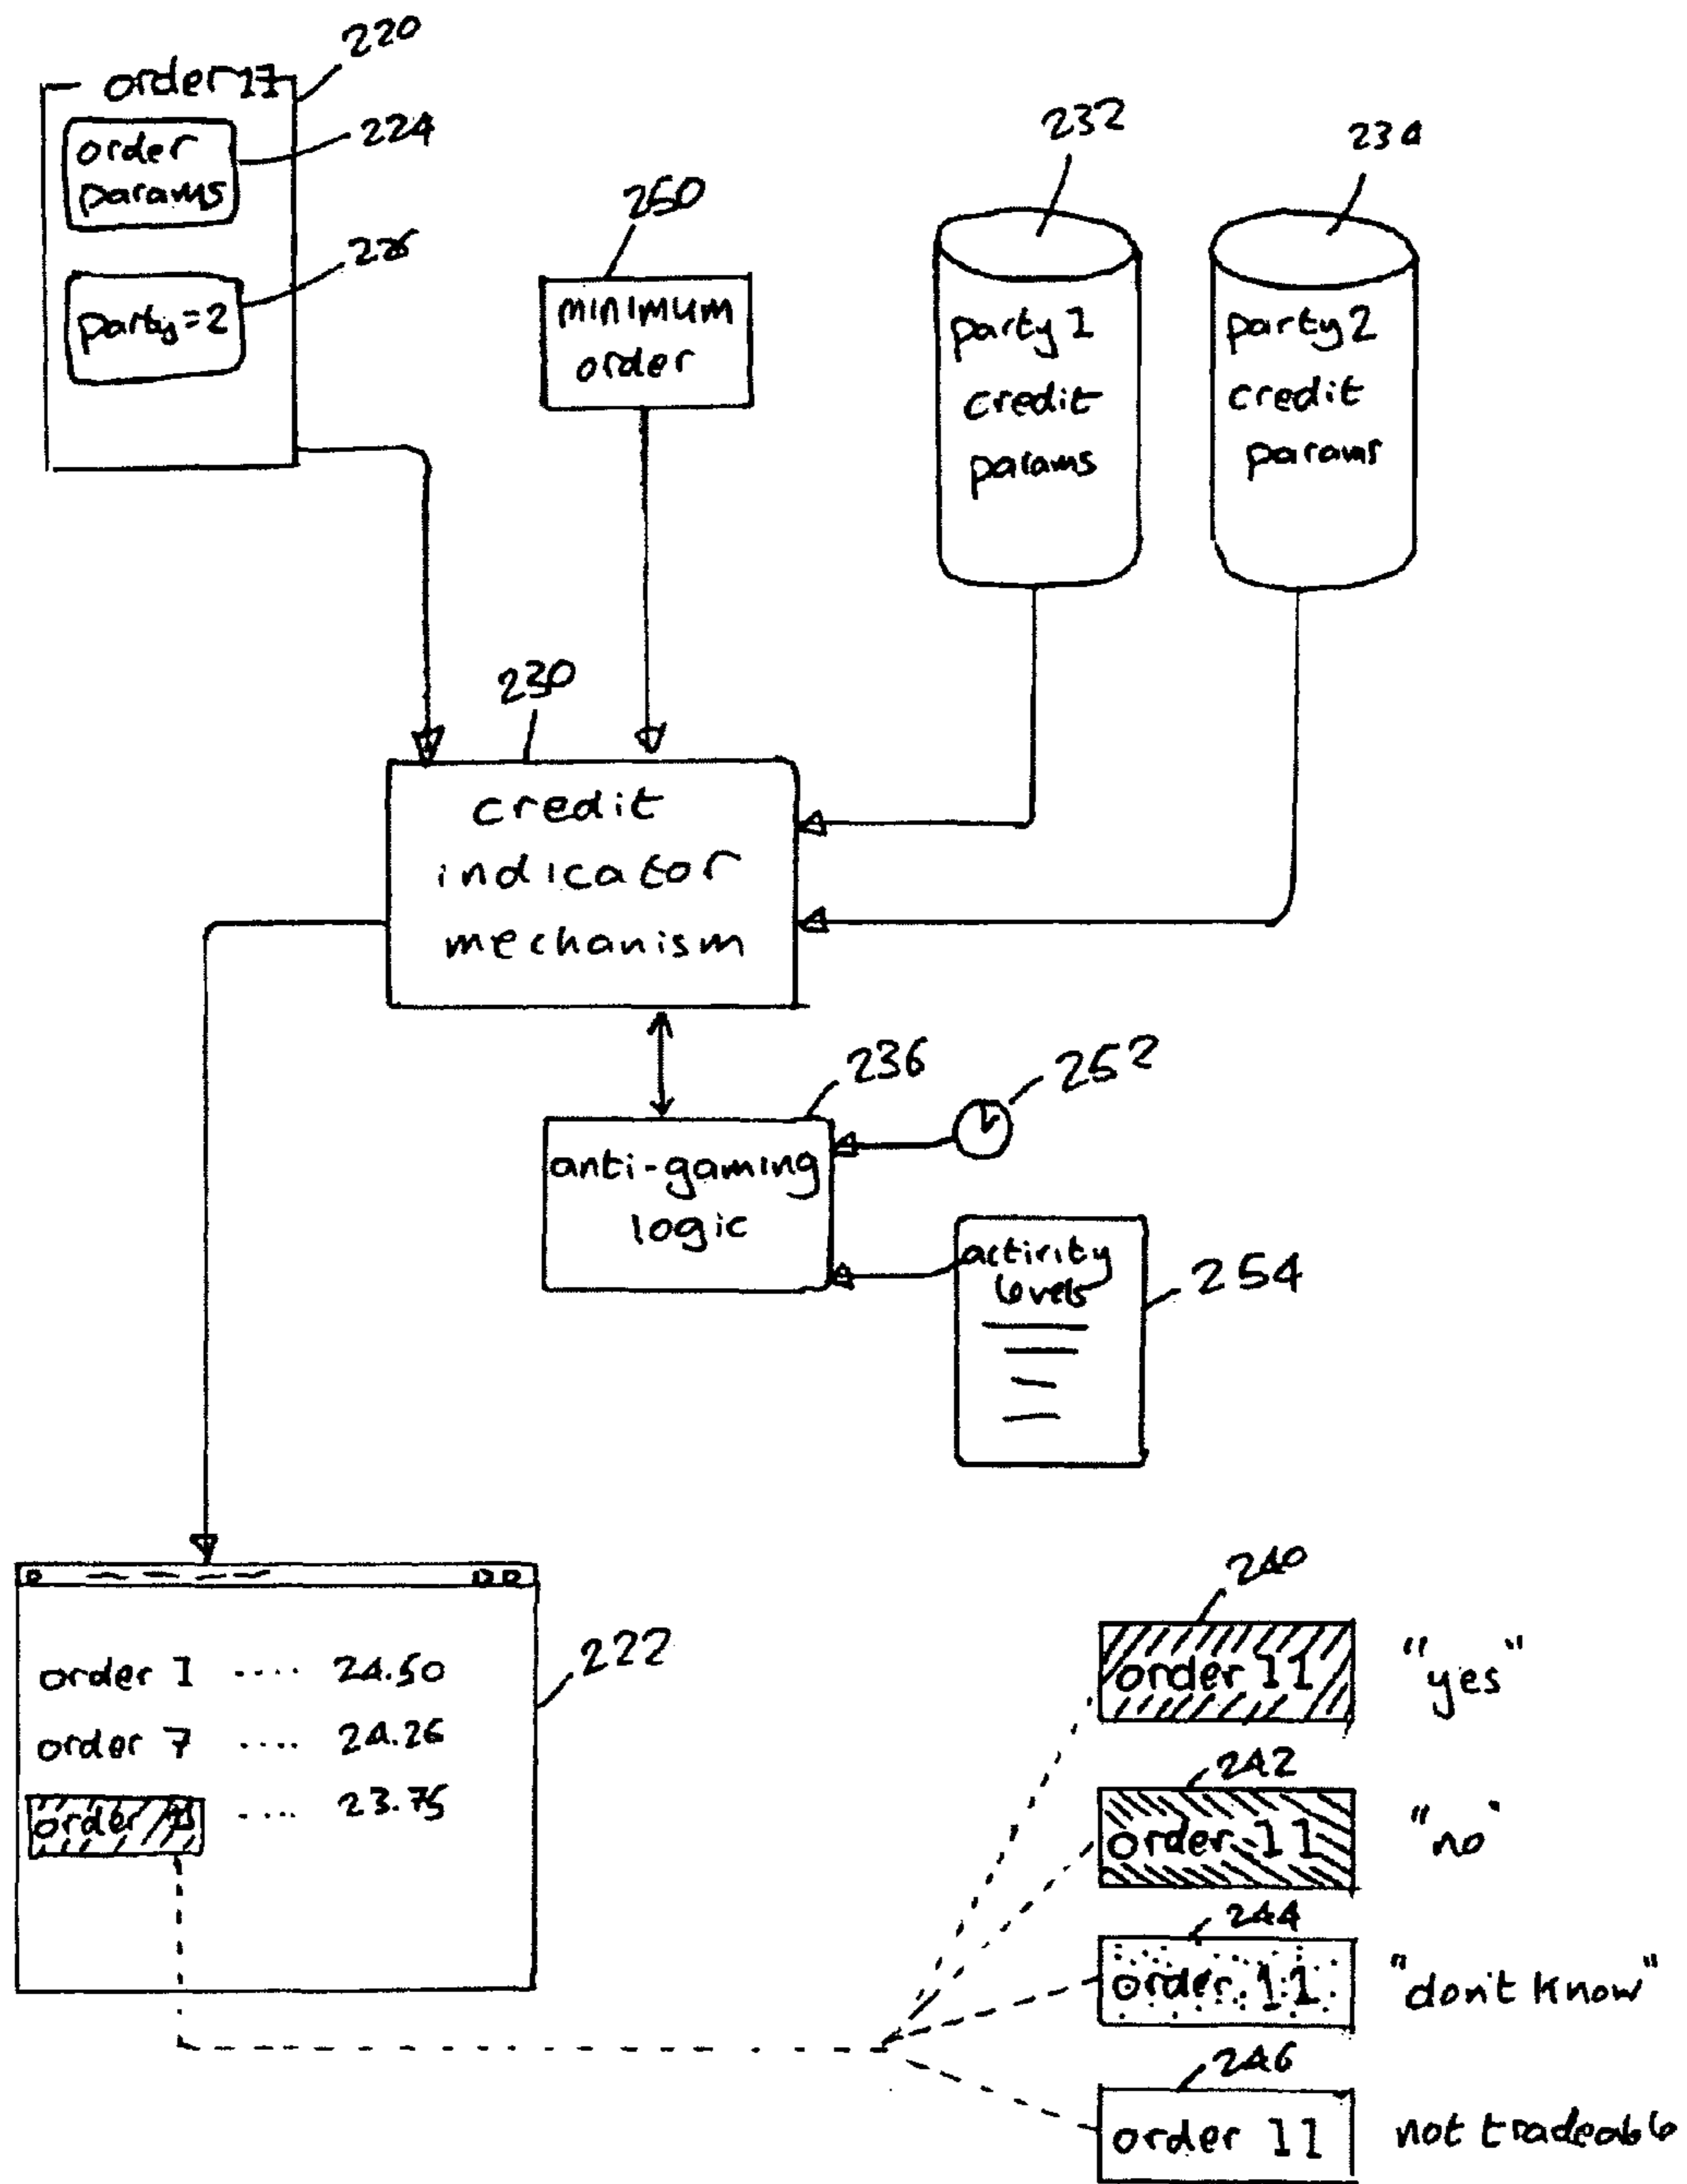 220
order 11
order
params
224
226
party=2
250
minimum
order
232
party 1
credit
params
234
party 2
credit
params
230
credit
indicator
mechanism
236
252
anti-gaming
logic
activity
levels
254
222
order 1 .... 24.50
order 7 .... 24.26
order 11 .... 23.75
240
order 11 "yes"
242
order 11 "no"
244
order 11 "don't know"
246
order 11 not tradeable